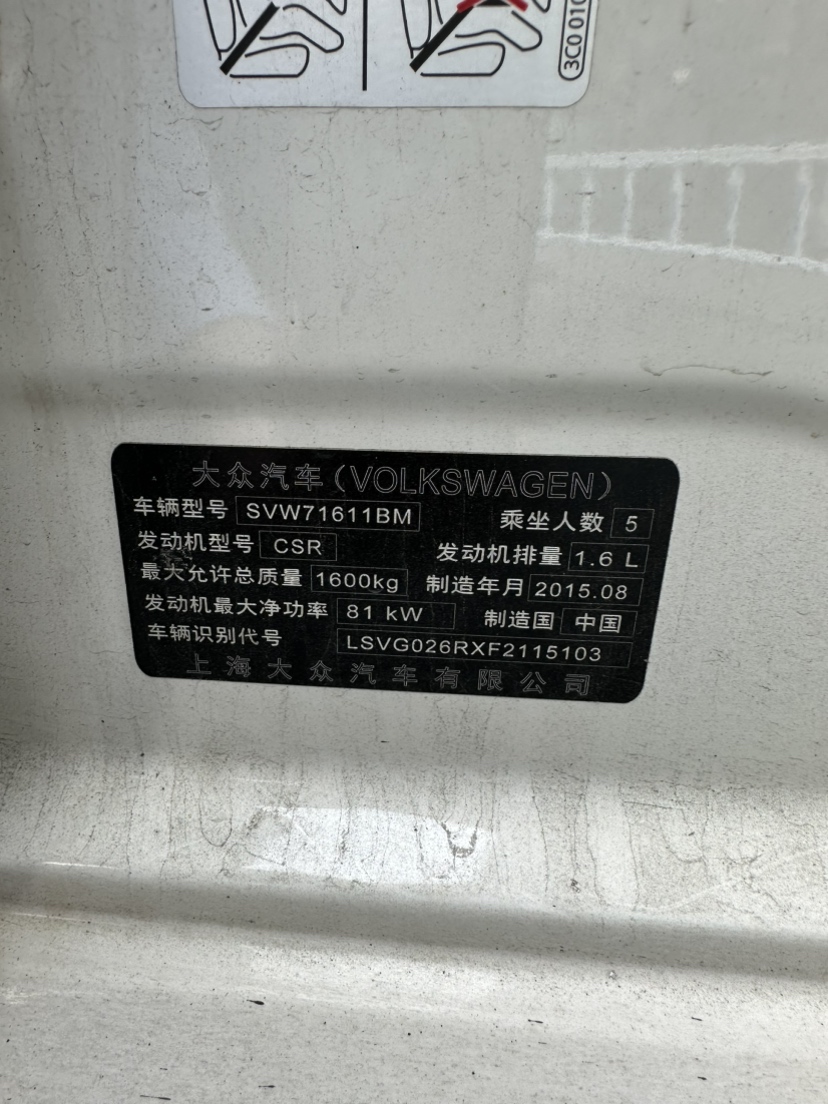 3C0 010
大众汽车（VOLKSWAGEN）
车辆型号 SVW71611BM 乘坐人数 5
发动机型号 CSR 发动机排量 1.6 L
最大允许总质量 1600kg 制造年月 2015.08
发动机最大净功率 81 kW 制造国 中国
车辆识别代号 LSVG026RXF2115103
上海大众汽车有限公司